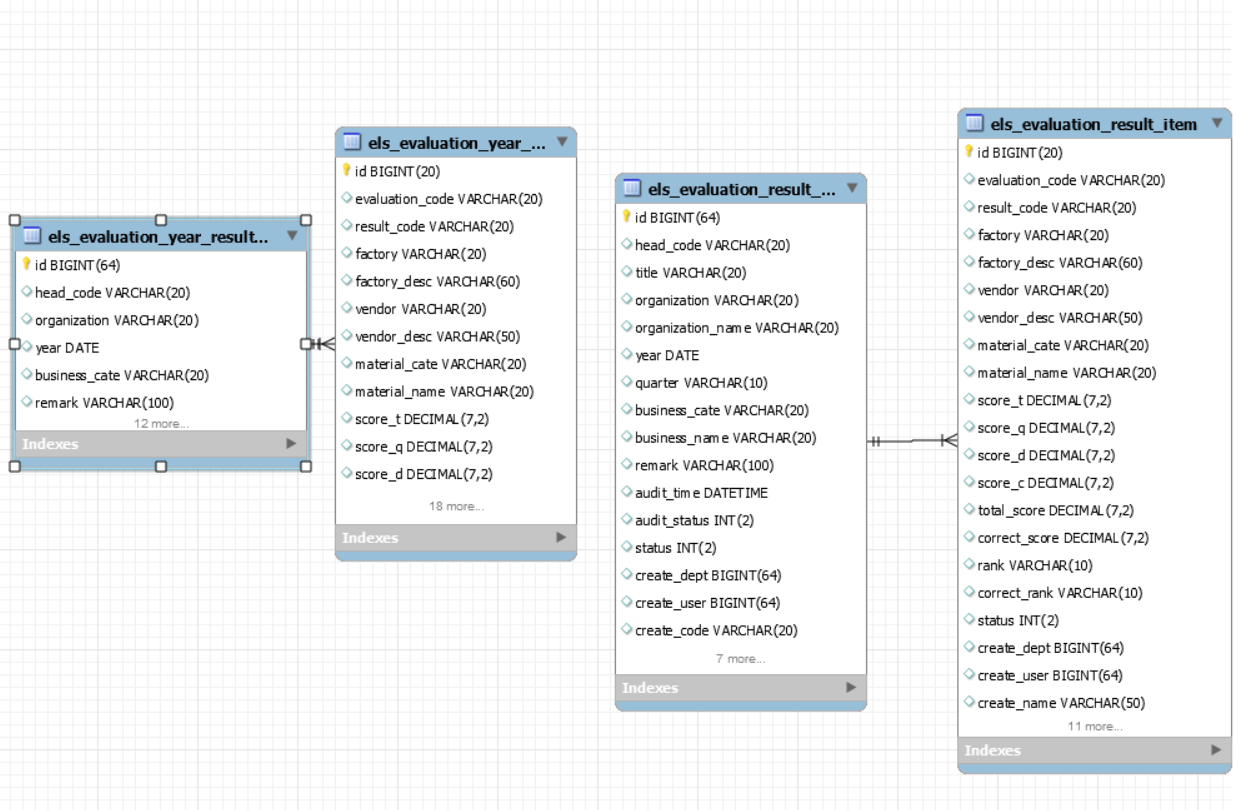 els_evaluation_year_result...
id BIGINT(64)
head_code VARCHAR(20)
organization VARCHAR(20)
year DATE
business_cate VARCHAR(20)
remark VARCHAR(100)
12 more...
Indexes
els_evaluation_year_...
id BIGINT(20)
evaluation_code VARCHAR(20)
result_code VARCHAR(20)
factory VARCHAR(20)
factory_desc VARCHAR(60)
vendor VARCHAR(20)
vendor_desc VARCHAR(50)
material_cate VARCHAR(20)
material_name VARCHAR(20)
score_t DECIMAL(7,2)
score_q DECIMAL(7,2)
score_d DECIMAL(7,2)
18 more...
Indexes
els_evaluation_result_...
id BIGINT(64)
head_code VARCHAR(20)
title VARCHAR(20)
organization VARCHAR(20)
organization_name VARCHAR(20)
year DATE
quarter VARCHAR(10)
business_cate VARCHAR(20)
business_name VARCHAR(20)
remark VARCHAR(100)
audit_time DATETIME
audit_status INT(2)
status INT(2)
create_dept BIGINT(64)
create_user BIGINT(64)
create_code VARCHAR(20)
7 more...
Indexes
els_evaluation_result_item
id BIGINT(20)
evaluation_code VARCHAR(20)
result_code VARCHAR(20)
factory VARCHAR(20)
factory_desc VARCHAR(60)
vendor VARCHAR(20)
vendor_desc VARCHAR(50)
material_cate VARCHAR(20)
material_name VARCHAR(20)
score_t DECIMAL(7,2)
score_q DECIMAL(7,2)
score_d DECIMAL(7,2)
score_c DECIMAL(7,2)
total_score DECIMAL(7,2)
correct_score DECIMAL(7,2)
rank VARCHAR(10)
correct_rank VARCHAR(10)
status INT(2)
create_dept BIGINT(64)
create_user BIGINT(64)
create_name VARCHAR(50)
11 more...
Indexes